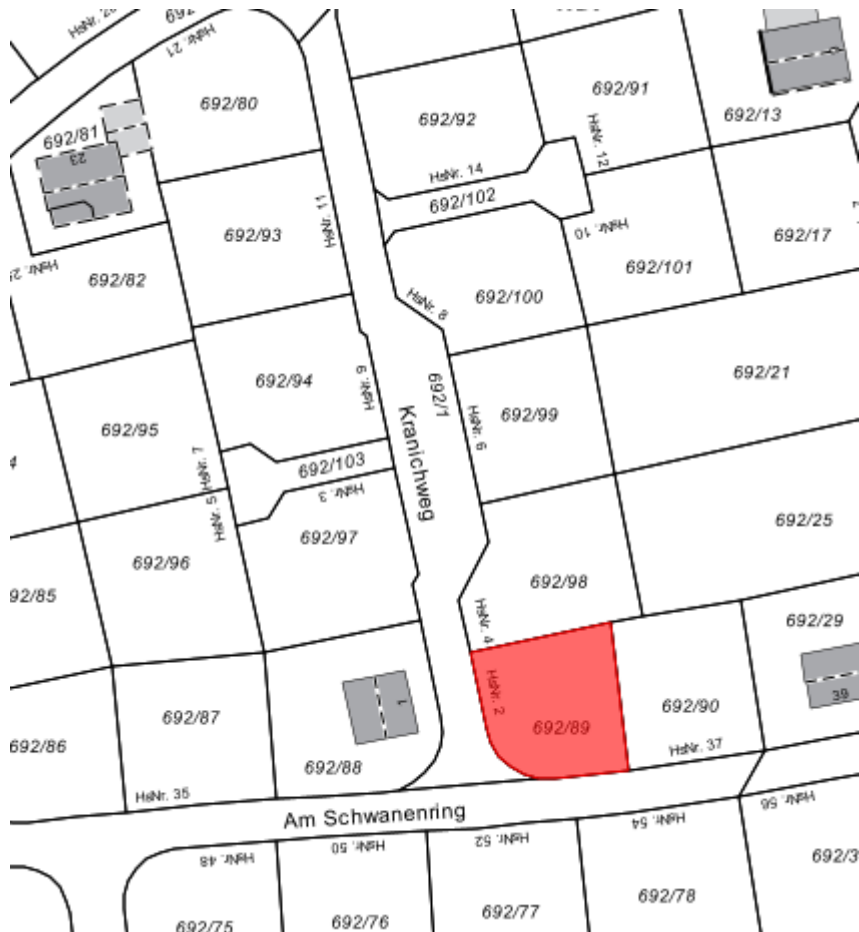 HsNr. 21
692/80
692/92
692/91
692/13
692/81
23
HsNr. 12
HsNr. 14
692/102
HsNr. 11
HsNr. 10
692/93
692/17
692/82
692/101
692/100
HsNr. 8
692/94
HsNr. 9
692/1
692/21
692/95
Kranichweg
HsNr. 6
692/99
HsNr. 7
692/103
HsNr. 3
HsNr. 5
692/97
692/25
692/96
692/98
HsNr. 4
692/29
HsNr. 2
39
692/87
1
692/90
692/89
692/86
692/88
HsNr. 37
HsNr. 35
Am Schwanenring
HsNr. 56
HsNr. 54
HsNr. 52
HsNr. 50
HsNr. 48
692/75
692/76
692/77
692/78